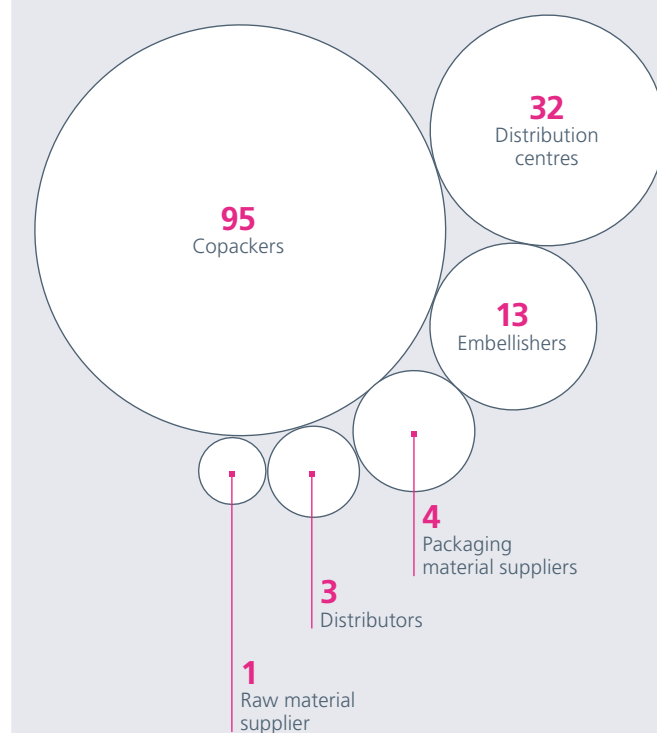 32
Distribution
centres
95
Copackers
13
Embellishers
4
Packaging
material suppliers
3
Distributors
1
Raw material
supplier